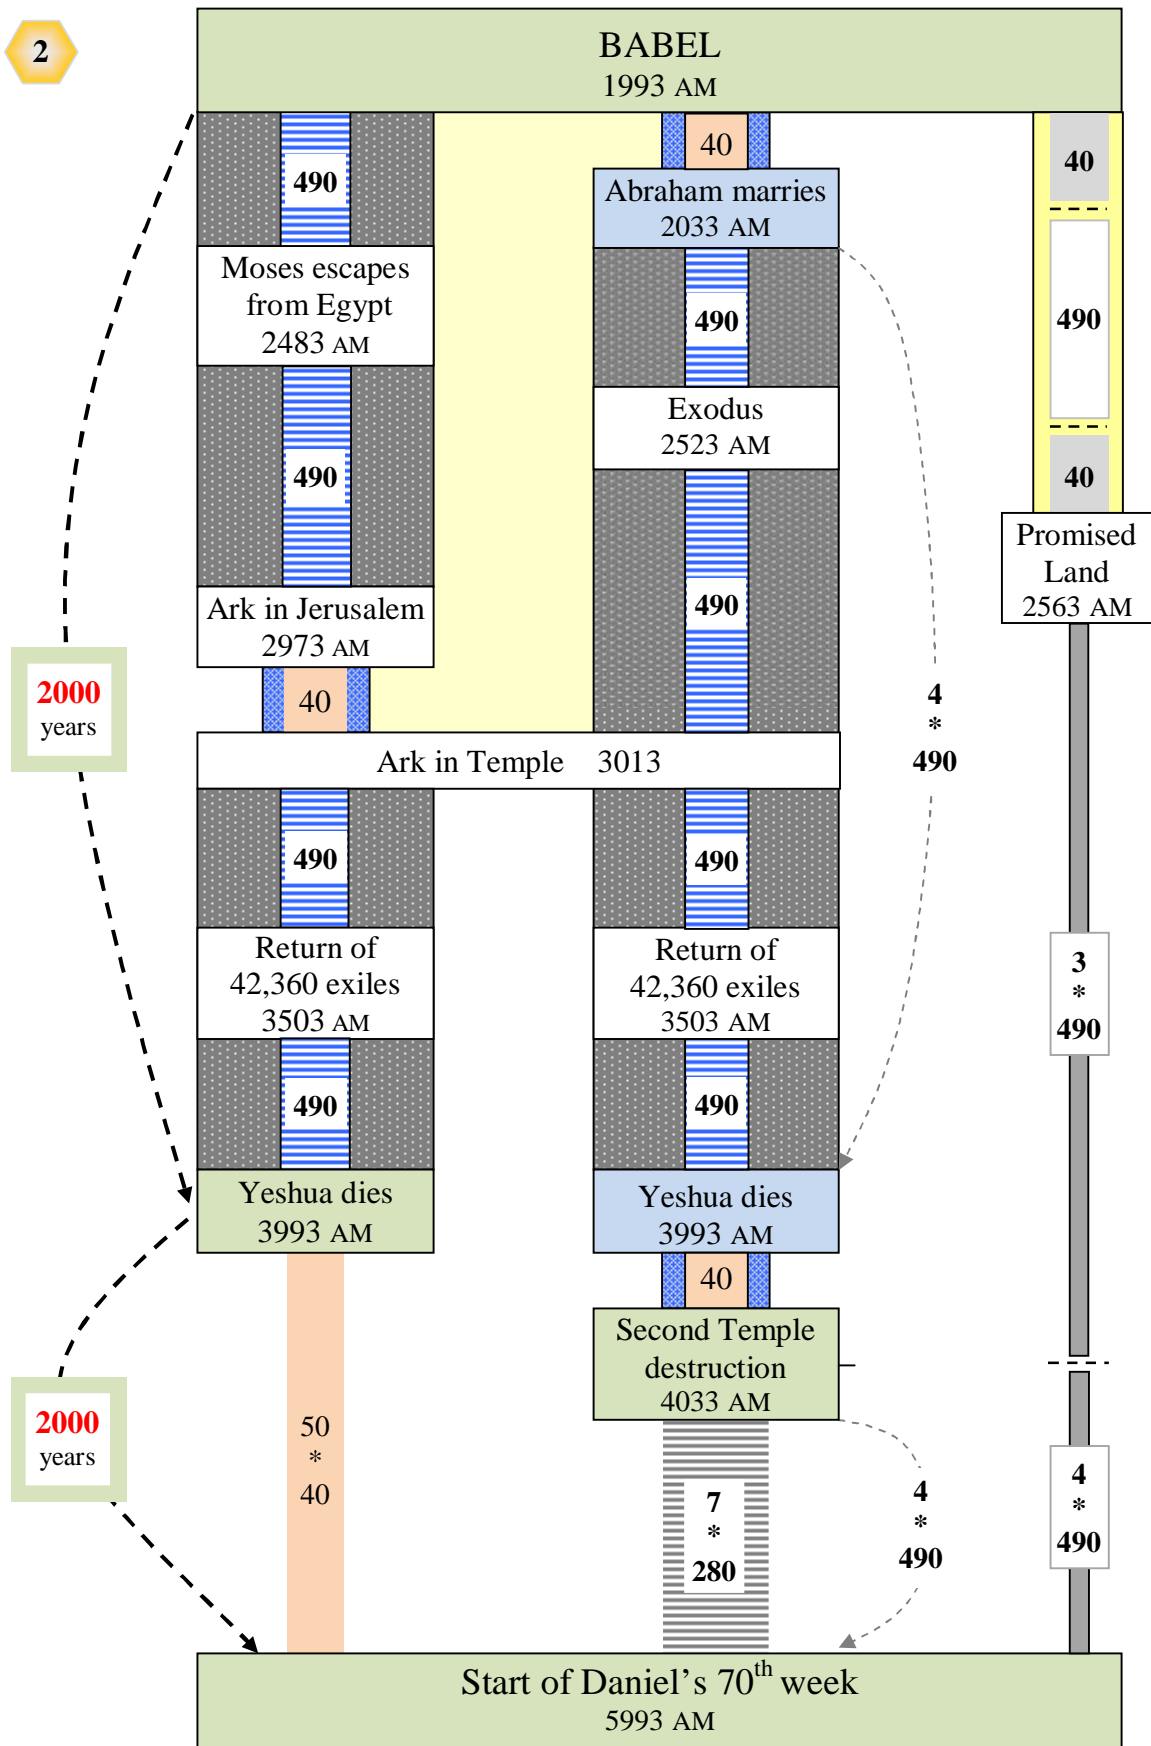 2
BABEL
1993 AM
490
40
40
Abraham marries
2033 AM
Moses escapes
from Egypt
2483 AM
490
490
Exodus
2523 AM
490
490
40
Promised
Land
2563 AM
Ark in Jerusalem
2973 AM
40
2000
years
4
*
490
Ark in Temple 3013
490
490
Return of
42,360 exiles
3503 AM
Return of
42,360 exiles
3503 AM
3
*
490
490
490
Yeshua dies
3993 AM
Yeshua dies
3993 AM
40
Second Temple
destruction
4033 AM
2000
years
50
*
40
7
*
280
4
*
490
4
*
490
Start of Daniel’s 70th week
5993 AM